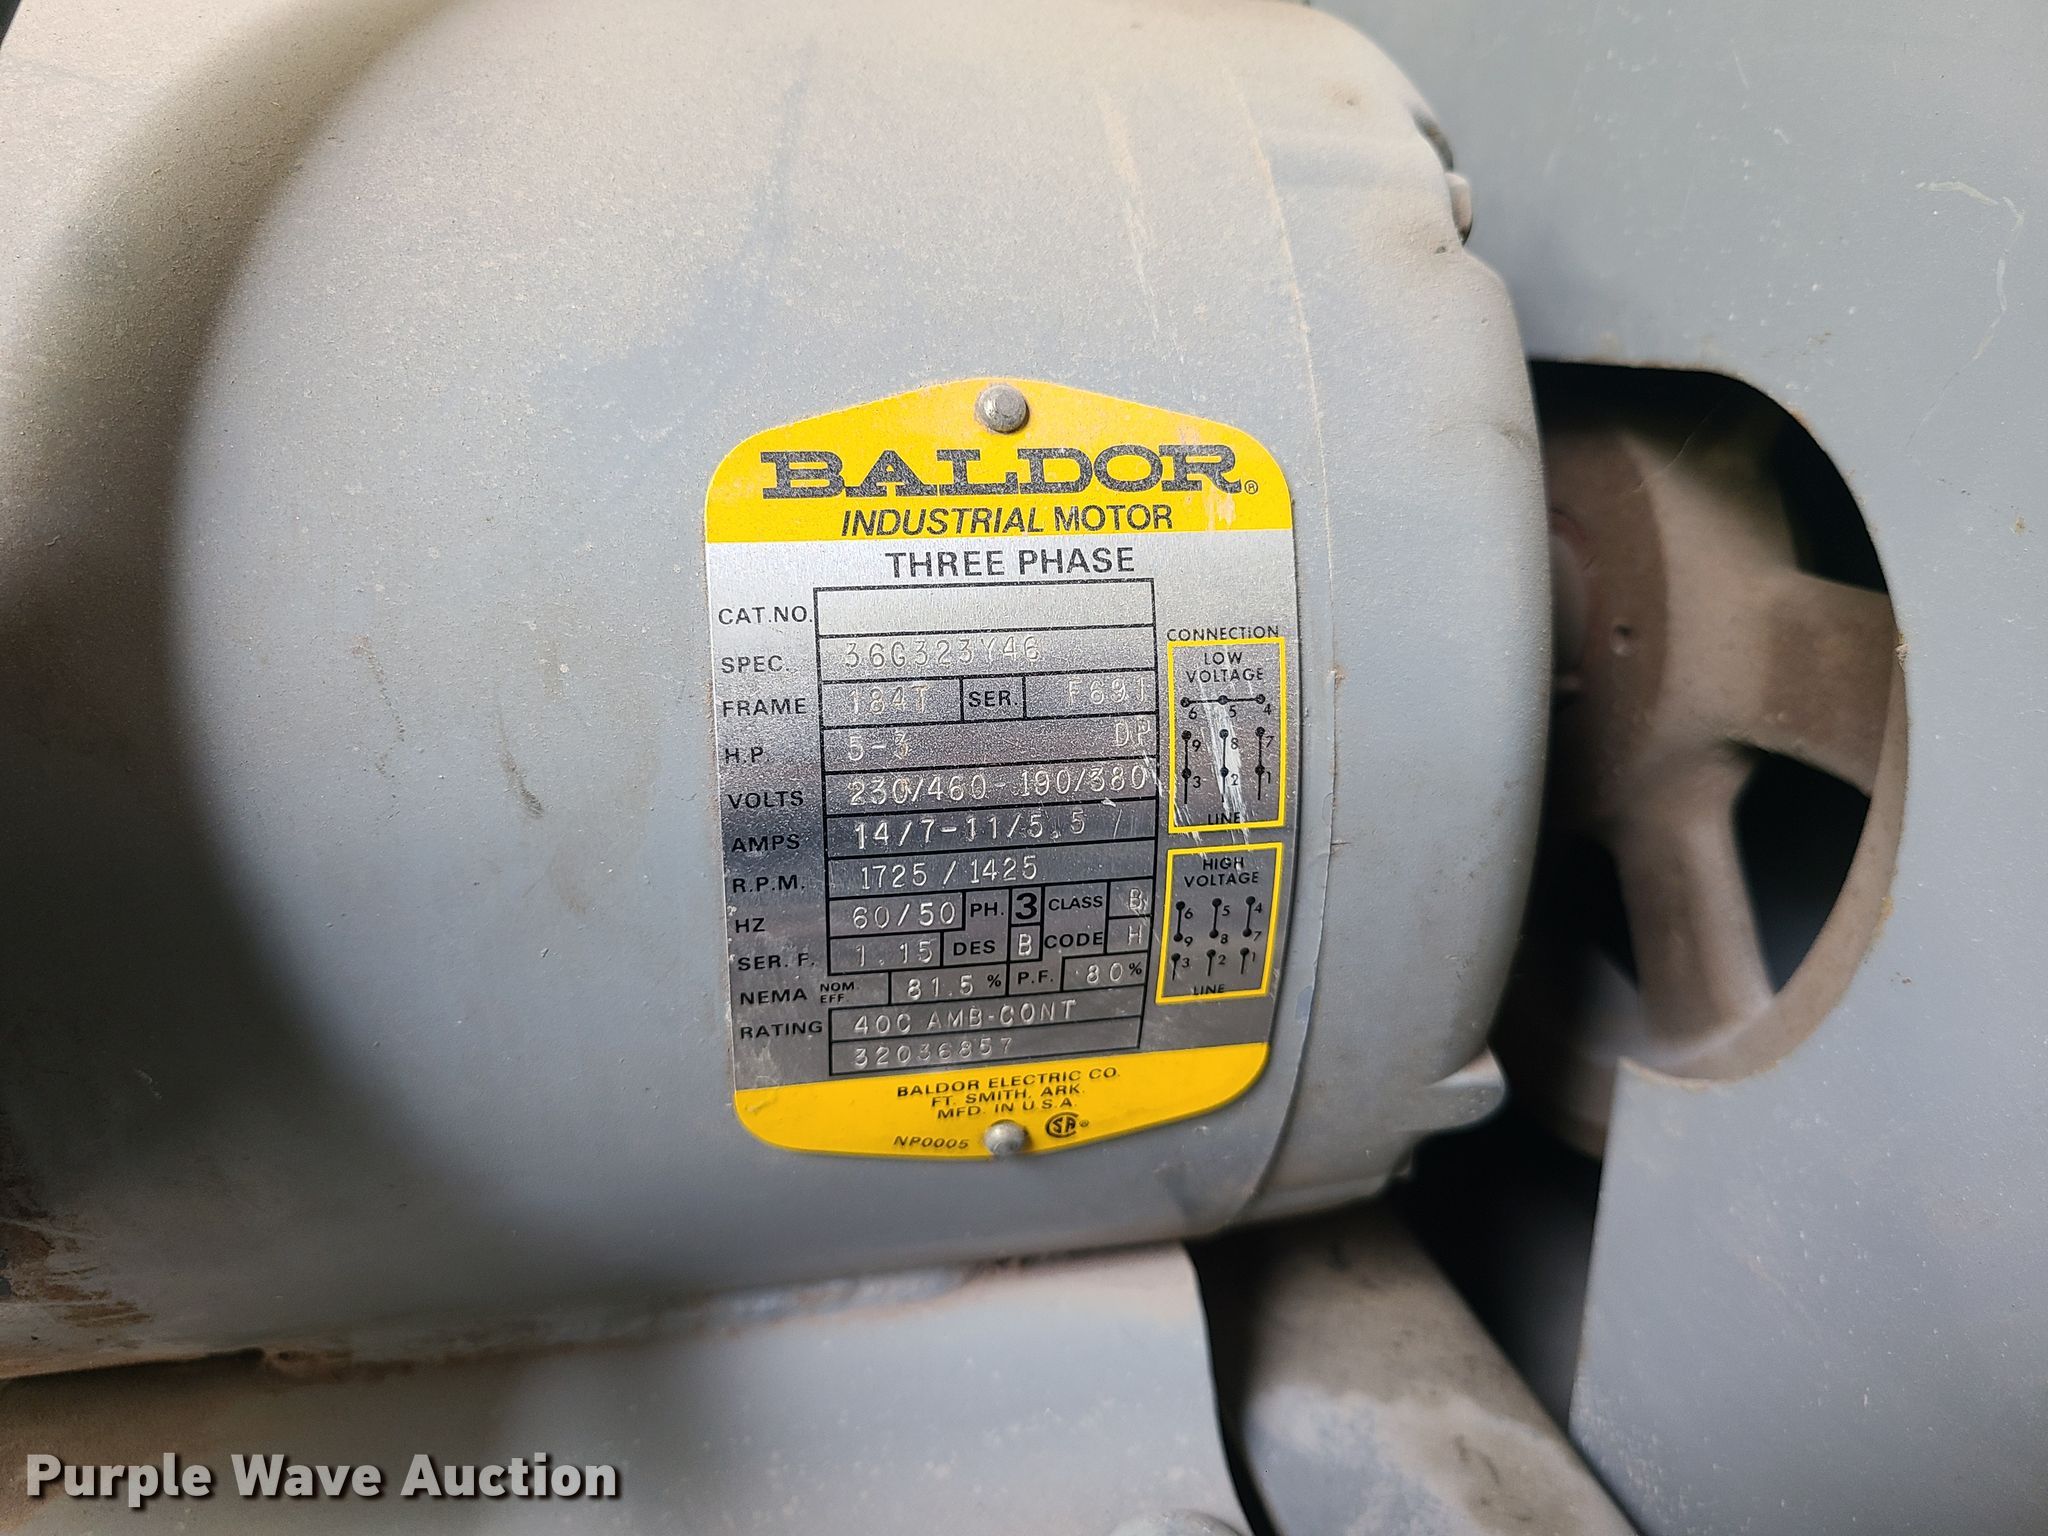 BALDOR®
INDUSTRIAL MOTOR
THREE PHASE
CAT.NO.
SPEC. 36G323Y46
FRAME 184T SER. F691
H.P. 5-3 DP
VOLTS 230/460-190/380
AMPS 14/7-11/5.5
R.P.M. 1725/1425
HZ 60/50 PH. 3 CLASS B
SER. F. 1.15 DES B CODE H
NEMA NOM. EFF. 81.5 % P.F. 80%
RATING 40C AMB-CONT
32036857
CONNECTION
LOW
VOLTAGE
6 5 4
9 8 7
3 2 1
LINE
HIGH
VOLTAGE
6 5 4
9 8 7
3 2 1
LINE
BALDOR ELECTRIC CO.
FT. SMITH, ARK.
MFD. IN U.S.A.
NP0005 SA®
Purple Wave Auction